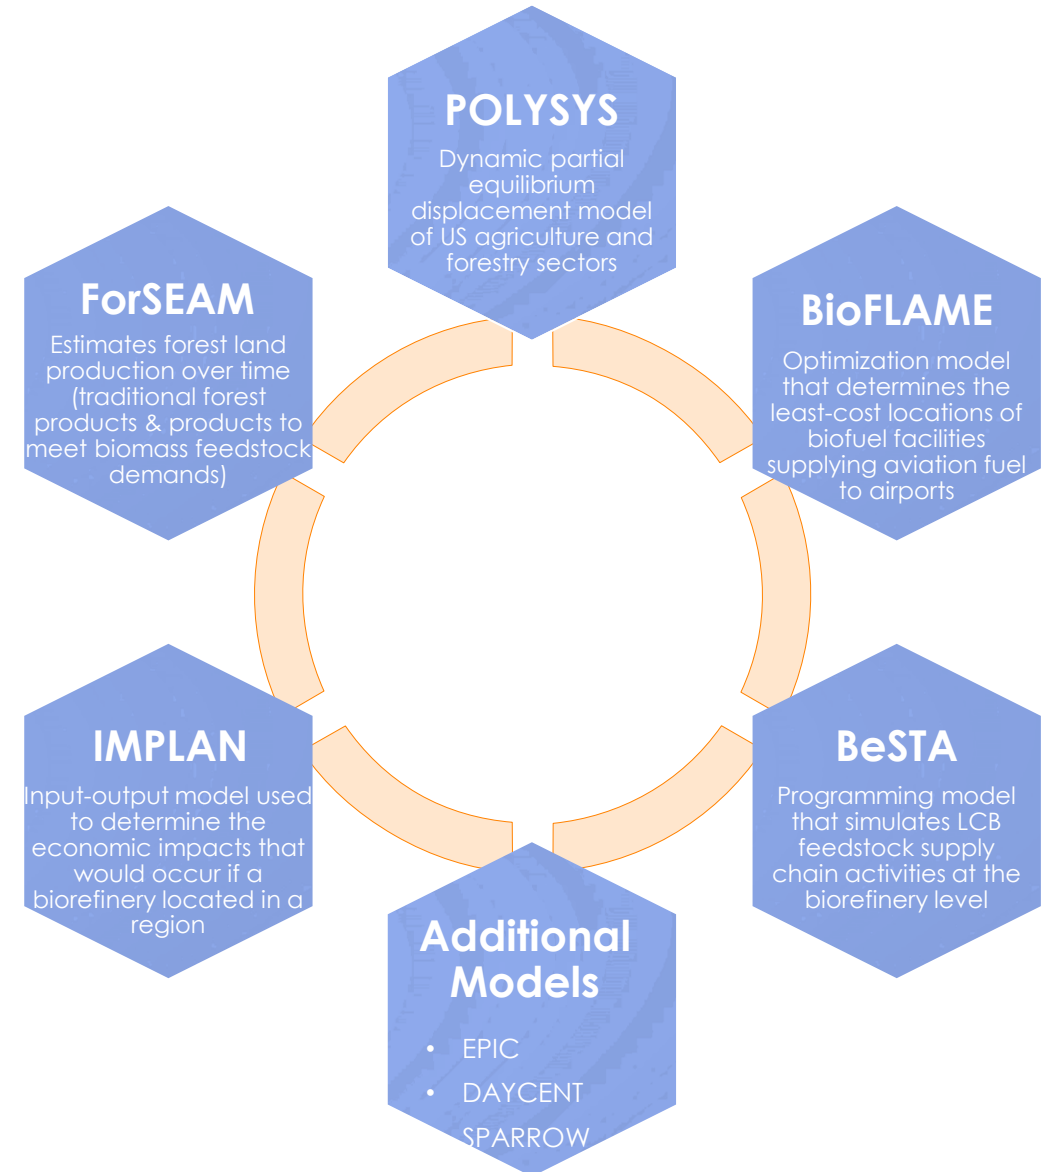 POLYSYS
Dynamic partial
equilibrium
displacement model
of US agriculture and
forestry sectors
BioFLAME
Optimization model
that determines the
least-cost locations of
biofuel facilities
supplying aviation fuel
to airports
BeSTA
Programming model
that simulates LCB
feedstock supply
chain activities at the
biorefinery level
Additional
Models
• EPIC
• DAYCENT
SPARROW
IMPLAN
Input-output model used
to determine the
economic impacts that
would occur if a
biorefinery located in a
region
ForSEAM
Estimates forest land
production over time
(traditional forest
products & products to
meet biomass feedstock
demands)